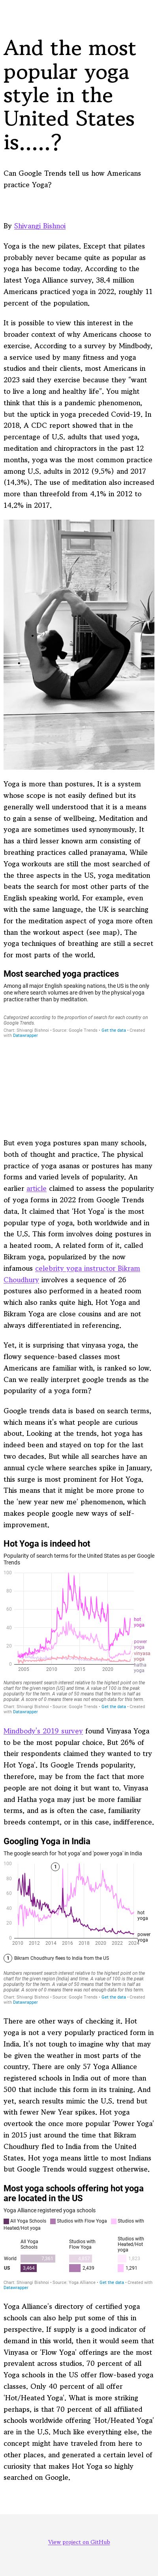 And the most
popular yoga
style in the
United States
is.....?
Can Google Trends tell us how Americans
practice Yoga?
By Shivangi Bishnoi
Yoga is the new pilates. Except that pilates
probably never became quite as popular as
yoga has become today. According to the
latest Yoga Alliance survey, 38.4 million
Americans practiced yoga in 2022, roughly 11
percent of the population.
It is possible to view this interest in the
broader context of why Americans choose to
exercise. According to a survey by Mindbody,
a service used by many fitness and yoga
studios and their clients, most Americans in
2023 said they exercise because they "want
to live a long and healthy life". You might
think that this is a pandemic phenomenon,
but the uptick in yoga preceded Covid-19. In
2018, A CDC report showed that in the
percentage of U.S. adults that used yoga,
meditation and chiropractors in the past 12
months, yoga was the most common practice
among U.S. adults in 2012 (9.5%) and 2017
(14.3%). The use of meditation also increased
more than threefold from 4.1% in 2012 to
14.2% in 2017.
Yoga is more than postures. It is a system
whose scope is not easily defined but its
generally well understood that it is a means
to gain a sense of wellbeing. Meditation and
yoga are sometimes used synonymously. It
has a third lesser known arm consisting of
breathing practices called pranayama. While
Yoga workouts are still the most searched of
the three aspects in the US, yoga meditation
beats the search for most other parts of the
English speaking world. For example, even
with the same language, the UK is searching
for the meditation aspect of yoga more often
than the workout aspect (see map). The
yoga techniques of breathing are still a secret
for most parts of the world.
Most searched yoga practices
Among all major English speaking nations, the US is the only
one where search volumes are driven by the physical yoga
practice rather than by meditation.
Categorized according to the proportion of search for each country on
Google Trends.
Chart: Shivangi Bishnoi • Source: Google Trends • Get the data • Created
with Datawrapper
But even yoga postures span many schools,
both of thought and practice. The physical
practice of yoga or asana practices has many
forms and varied levels of popularity. An
earlier article claimed to assess the popularity
of yoga forms in 2022 from Google Trends
data. It claimed that 'Hot Yoga' is the most
popular type of yoga, both worldwide and in
the U.S. This form involves doing postures in
a heated room. A related form of it, called
Bikram yoga, popularized by the now
infamous celebrity yoga instructor Bikram
Choudhury involves a sequence of 26
postures also performed in a heated room
which also ranks quite high. Hot Yoga and
Bikram Yoga are close cousins and are not
always differentiated in referencing.
Yet, it is surprising that vinyasa yoga, the
flowy sequence-based classes most
Americans are familiar with, is ranked so low.
Can we really interpret google trends as the
popularity of a yoga form?
Google trends data is based on search terms,
which means it's what people are curious
about. Looking at the trends, hot yoga has
indeed been and stayed on top for the last
two decades. But while all searches have an
annual cycle where searches spike in January,
this surge is most prominent for Hot Yoga.
This means that it might be more prone to
the 'new year new me' phenomenon, which
makes people google new ways of self-
improvement.
Hot Yoga is indeed hot
Popularity of search terms for the United States as per Google
Trends
100
80
60
40
20
0
hot
yoga
power
yoga
vinyasa
yoga
hatha
yoga
2005 2010 2015 2020
Numbers represent search interest relative to the highest point on the
chart for the given region (US) and time. A value of 100 is the peak
popularity for the term. A value of 50 means that the term is half as
popular. A score of 0 means there was not enough data for this term.
Chart: Shivangi Bishnoi • Source: Google Trends • Get the data • Created
with Datawrapper
Mindbody's 2019 survey found Vinyasa Yoga
to be the most popular choice. But 26% of
their respondents claimed they wanted to try
Hot Yoga'. Its Google Trends popularity,
therefore, may be from the fact that most
people are not doing it but want to. Vinyasa
and Hatha yoga may just be more familiar
terms, and as is often the case, familiarity
breeds contempt, or in this case, indifference.
Googling Yoga in India
The google search for 'hot yoga' and 'power yoga' in India
100
80
60
40
20
0
1
hot
yoga
power
yoga
2010 2012 2014 2016 2018 2020 2022 2024
1 Bikram Choudhury flees to India from the US
Numbers represent search interest relative to the highest point on the
chart for the given region (India) and time. A value of 100 is the peak
popularity for the term. A value of 50 means that the term is half as
popular. A score of 0 means there was not enough data for this term.
Chart: Shivangi Bishnoi • Source: Google Trends • Get the data • Created
with Datawrapper
There are other ways of checking it. Hot
yoga is not a very popularly practiced form in
India. It's not tough to imagine why that may
be given the weather in most parts of the
country. There are only 57 Yoga Alliance
registered schools in India out of more than
500 that include this form in the training. And
yet, search results mimic the U.S. trend but
with fewer New Year spikes. Hot yoga
overtook the once more popular 'Power Yoga'
in 2015 just around the same time that Bikram
Choudhury fled to India from the United
States. Hot yoga means little to most Indians
but Google Trends would suggest otherwise.
Most yoga schools offering hot yoga
are located in the US
Yoga Alliance registered yoga schools
All Yoga Schools Studios with Flow Yoga Studios with
Heated/Hot yoga
All Yoga
Schools
Studios with
Flow Yoga
Studios with
Heated/Hot
yoga
World
US 3,464 2,439 1,291
Chart: Shivangi Bishnoi • Source: Yoga Alliance • Get the data • Created with
Datawrapper
Yoga Alliance's directory of certified yoga
schools can also help put some of this in
perspective. If supply is a good indicator of
demand in this world, then it would seem that
Vinyasa or 'Flow Yoga' offerings are the most
prevalent across studios. 70 percent of all
Yoga schools in the US offer flow-based yoga
classes. Only 40 percent of all offer
'Hot/Heated Yoga'. What is more striking
perhaps, is that 70 percent of all affiliated
schools worldwide offering 'Hot/Heated Yoga'
are in the U.S. Much like everything else, the
concept might have traveled from here to
other places, and generated a certain level of
curiosity that makes Hot Yoga so highly
searched on Google.
View project on GitHub